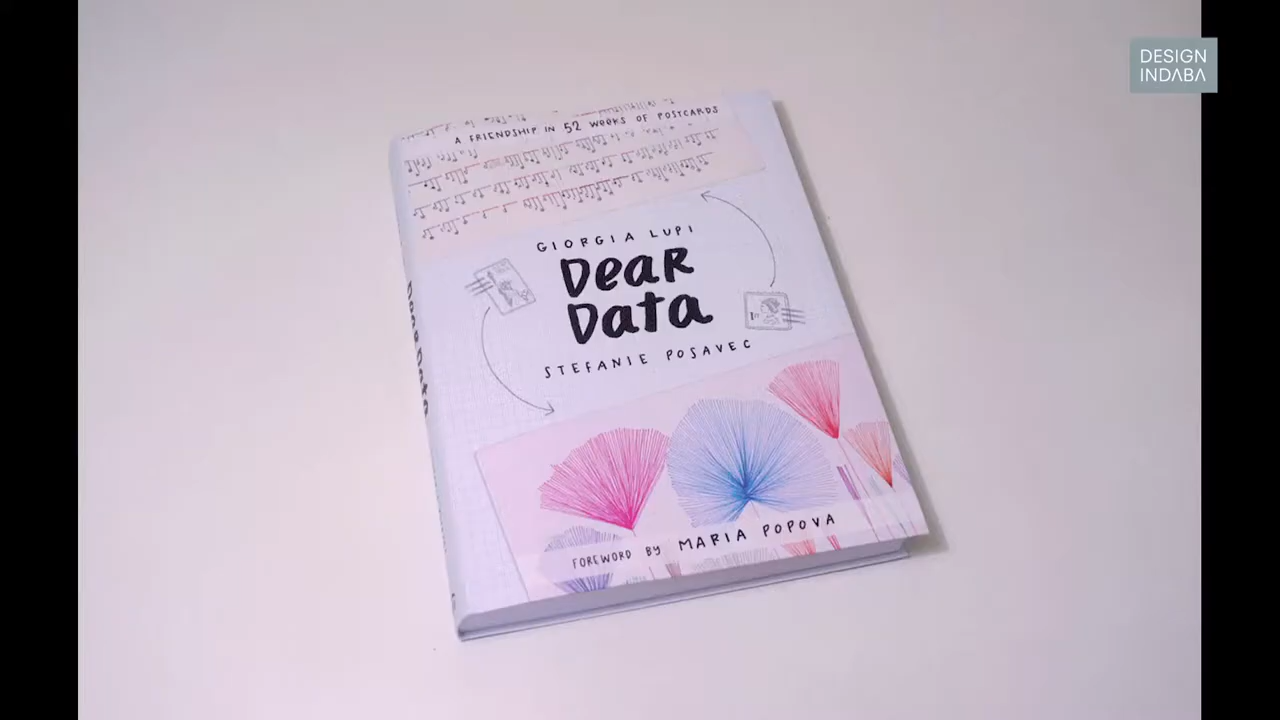 DESIGN
INDABA
A FRIENDSHIP IN 52 WEEKS OF POSTCARDS
GIORGIA LUPI
DEAR
DATA
STEFANIE POSAVEC
FOREWORD BY MARIA POPOVA
Dear Data